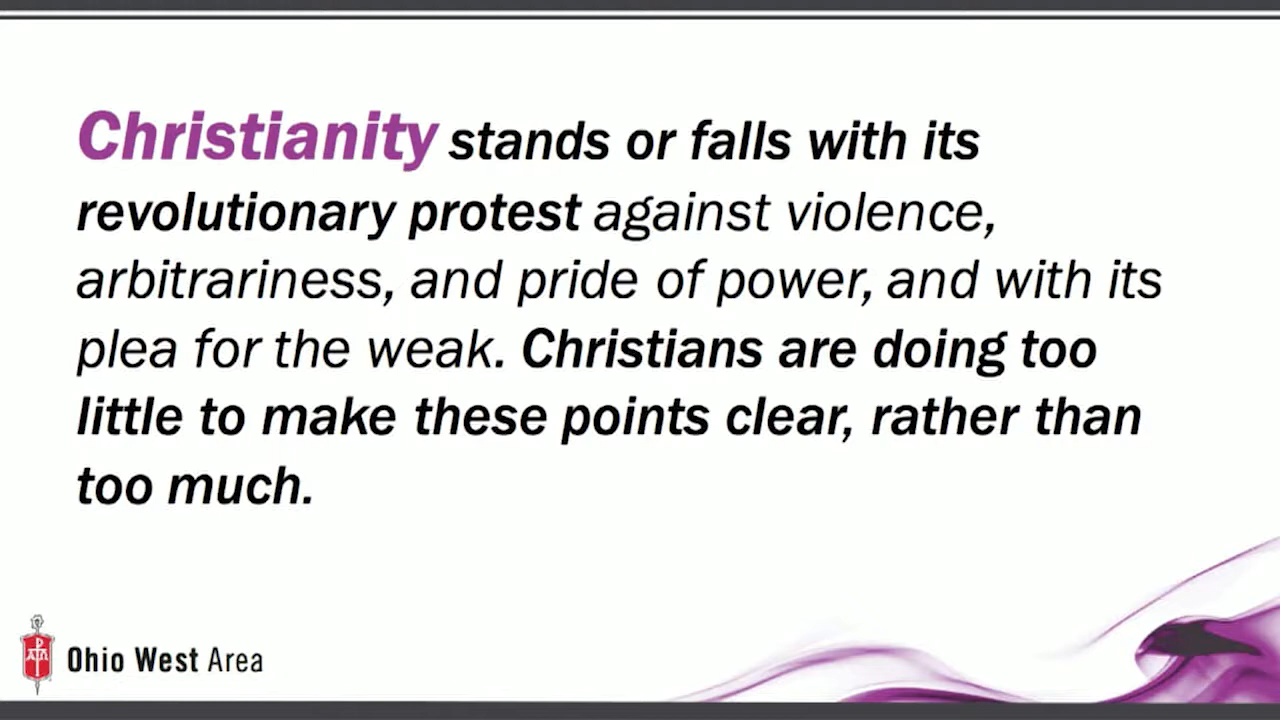 Christianity stands or falls with its
revolutionary protest against violence,
arbitrariness, and pride of power, and with its
plea for the weak. Christians are doing too
little to make these points clear, rather than
too much.
Ohio West Area